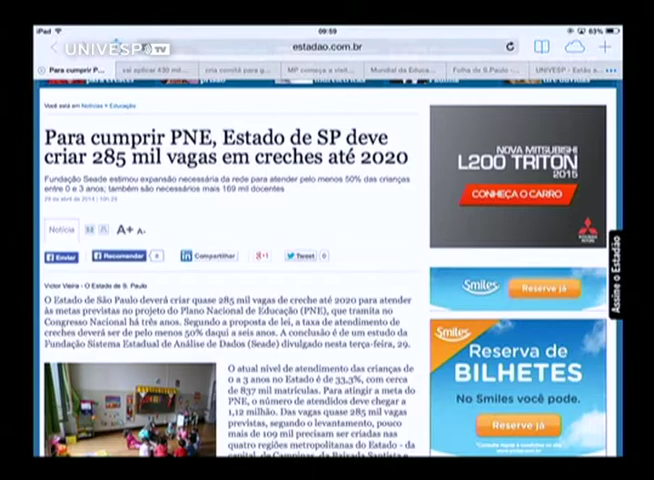 iPad
09:59
63%
UNIVESP TV
estadao.com.br
Para cumprir P...
vai aplicar 430 mil...
cria comitê para g...
MP começa a visit...
Mundial da Educa...
Folha de S.Paulo -...
UNIVESP - Estão a...
Você está em Notícias > Educação
Para cumprir PNE, Estado de SP deve
criar 285 mil vagas em creches até 2020
Fundação Seade estimou expansão necessária da rede para atender pelo menos 50% das crianças
entre 0 e 3 anos; também são necessários mais 169 mil docentes
29 de abril de 2014
Notícia
A+ A-
Enviar
Recomendar
Compartilhar
+1
Tweet
0
Victor Vieira - O Estado de S. Paulo
O Estado de São Paulo deverá criar quase 285 mil vagas de creche até 2020 para atender
às metas previstas no projeto do Plano Nacional de Educação (PNE), que tramita no
Congresso Nacional há três anos. Segundo a proposta de lei, a taxa de atendimento de
creches deverá ser de pelo menos 50% daqui a seis anos. A conclusão é de um estudo da
Fundação Sistema Estadual de Análise de Dados (Seade) divulgado nesta terça-feira, 29.
O atual nível de atendimento das crianças de
0 a 3 anos no Estado é de 33,3%, com cerca
de 837 mil matrículas. Para atingir a meta do
PNE, o número de atendidos deve chegar a
1,12 milhão. Das vagas quase 285 mil vagas
previstas, segundo o levantamento, pouco
mais de 109 mil precisam ser criadas nas
quatro regiões metropolitanas do Estado - da
capital, de Campinas, da Baixada Santista e
NOVA MITSUBISHI
L200 TRITON
2015
CONHEÇA O CARRO
Smiles
Reserve já
Assine o Estadão
Smiles
Reserva de
BILHETES
No Smiles você pode.
Reserve já